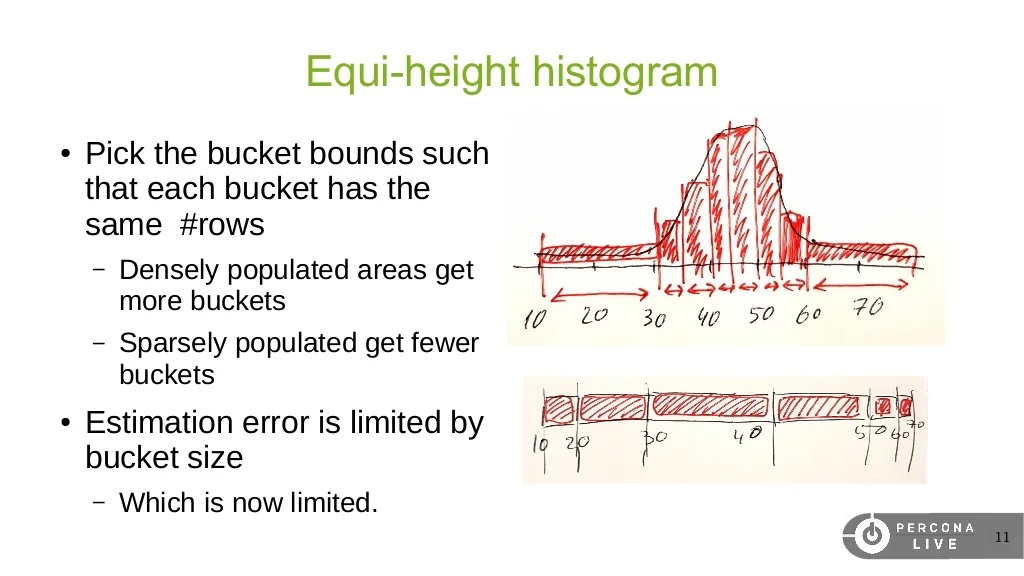 Equi-height histogram
• Pick the bucket bounds such
that each bucket has the
same #rows
– Densely populated areas get
more buckets
– Sparsely populated get fewer
buckets
• Estimation error is limited by
bucket size
– Which is now limited.
10 20 30 40 50 60 70
10 20 30 40 50 60 70
PERCONA
LIVE
11